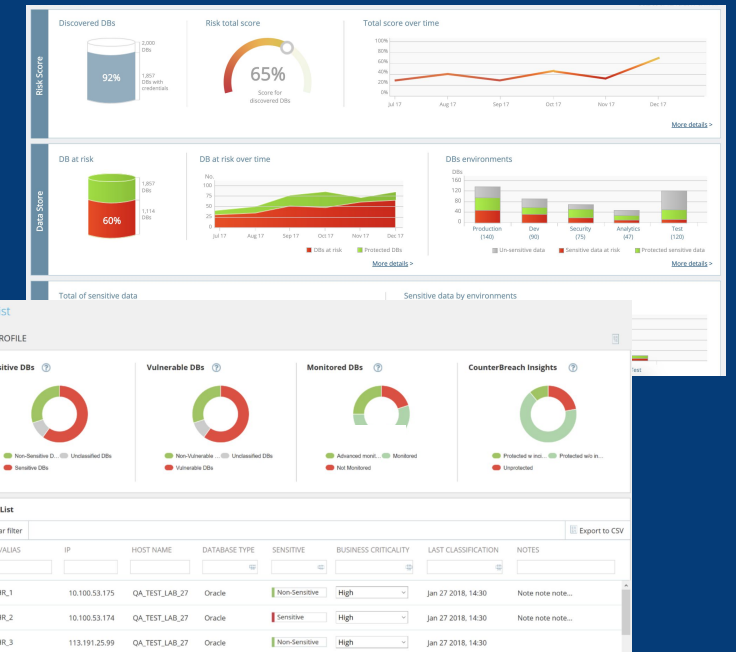 Discovered DBs
Risk total score
Total score over time
Risk Score
92%
2,000
DBs
1,857
DBs with
credentials
65%
Score for
discovered DBs
100%
80%
60%
40%
20%
0%
Jul 17 Aug 17 Sep 17 Oct 17 Nov 17 Dec 17
More details >
Data Store
DB at risk
DB at risk over time
DBs environments
60%
1,857
DBs
1,114
DBs
No.
100
75
50
25
0
Jul 17 Aug 17 Sep 17 Oct 17 Nov 17 Dec 17
DBs at risk Protected DBs
More details >
DBs
160
120
80
40
0
Production Dev Security Analytics Test
(140) (90) (75) (47) (120)
Un-sensitive data Sensitive data at risk Protected sensitive data
More details >
Total of sensitive data
Sensitive data by environments
Test
ist
ROFILE
sitive DBs ?
Vulnerable DBs ?
Monitored DBs ?
CounterBreach Insights ?
Non-Sensitive D... Unclassified DBs
Sensitive DBs
Non-Vulnerable ... Unclassified DBs
Vulnerable DBs
Advanced monit... Monitored
Not Monitored
Protected w inci... Protected w/o in...
Unprotected
List
ar filter
Export to CSV
/ALIAS IP HOST NAME DATABASE TYPE SENSITIVE BUSINESS CRITICALITY LAST CLASSIFICATION NOTES
HR_1 10.100.53.175 QA_TEST_LAB_27 Oracle Non-Sensitive High Jan 27 2018, 14:30 Note note note...
HR_2 10.100.53.174 QA_TEST_LAB_27 Oracle Sensitive High Jan 27 2018, 14:30 Note note note...
HR_3 113.191.25.99 QA_TEST_LAB_27 Oracle Non-Sensitive High Jan 27 2018, 14:30